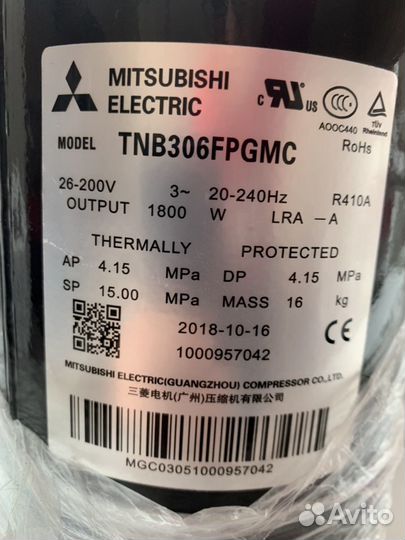 MITSUBISHI
ELECTRIC
c RU US
CCC
A00C440
TÜV
Rheinland
RoHs
MODEL TNB306FPGMC
26-200V 3~ 20-240Hz R410A
OUTPUT 1800 W LRA -A
THERMALLY PROTECTED
AP 4.15 MPa DP 4.15 MPa
SP 15.00 MPa MASS 16 kg
2018-10-16
1000957042
CE
MITSUBISHI ELECTRIC(GUANGZHOU) COMPRESSOR CO.,LTD.
三菱电机(广州)压缩机有限公司
MGC03051000957042
Avito